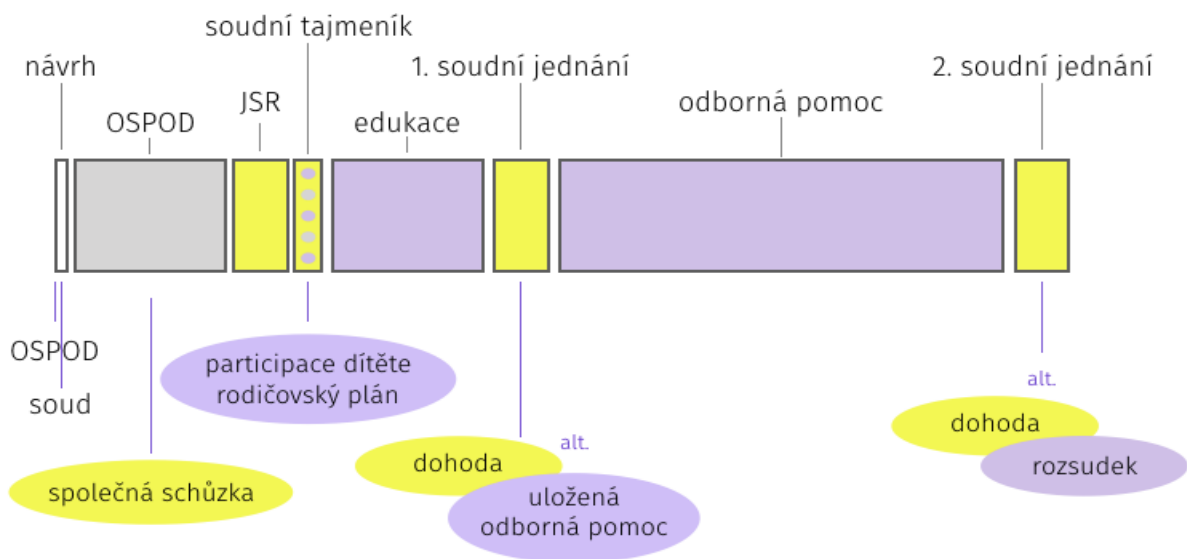 soudní tajmeník
návrh
1. soudní jednání
2. soudní jednání
JSR
odborná pomoc
OSPOD
edukace
OSPOD
soud
participace dítěte
rodičovský plán
společná schůzka
alt.
dohoda
uložená
odborná pomoc
alt.
dohoda
rozsudek